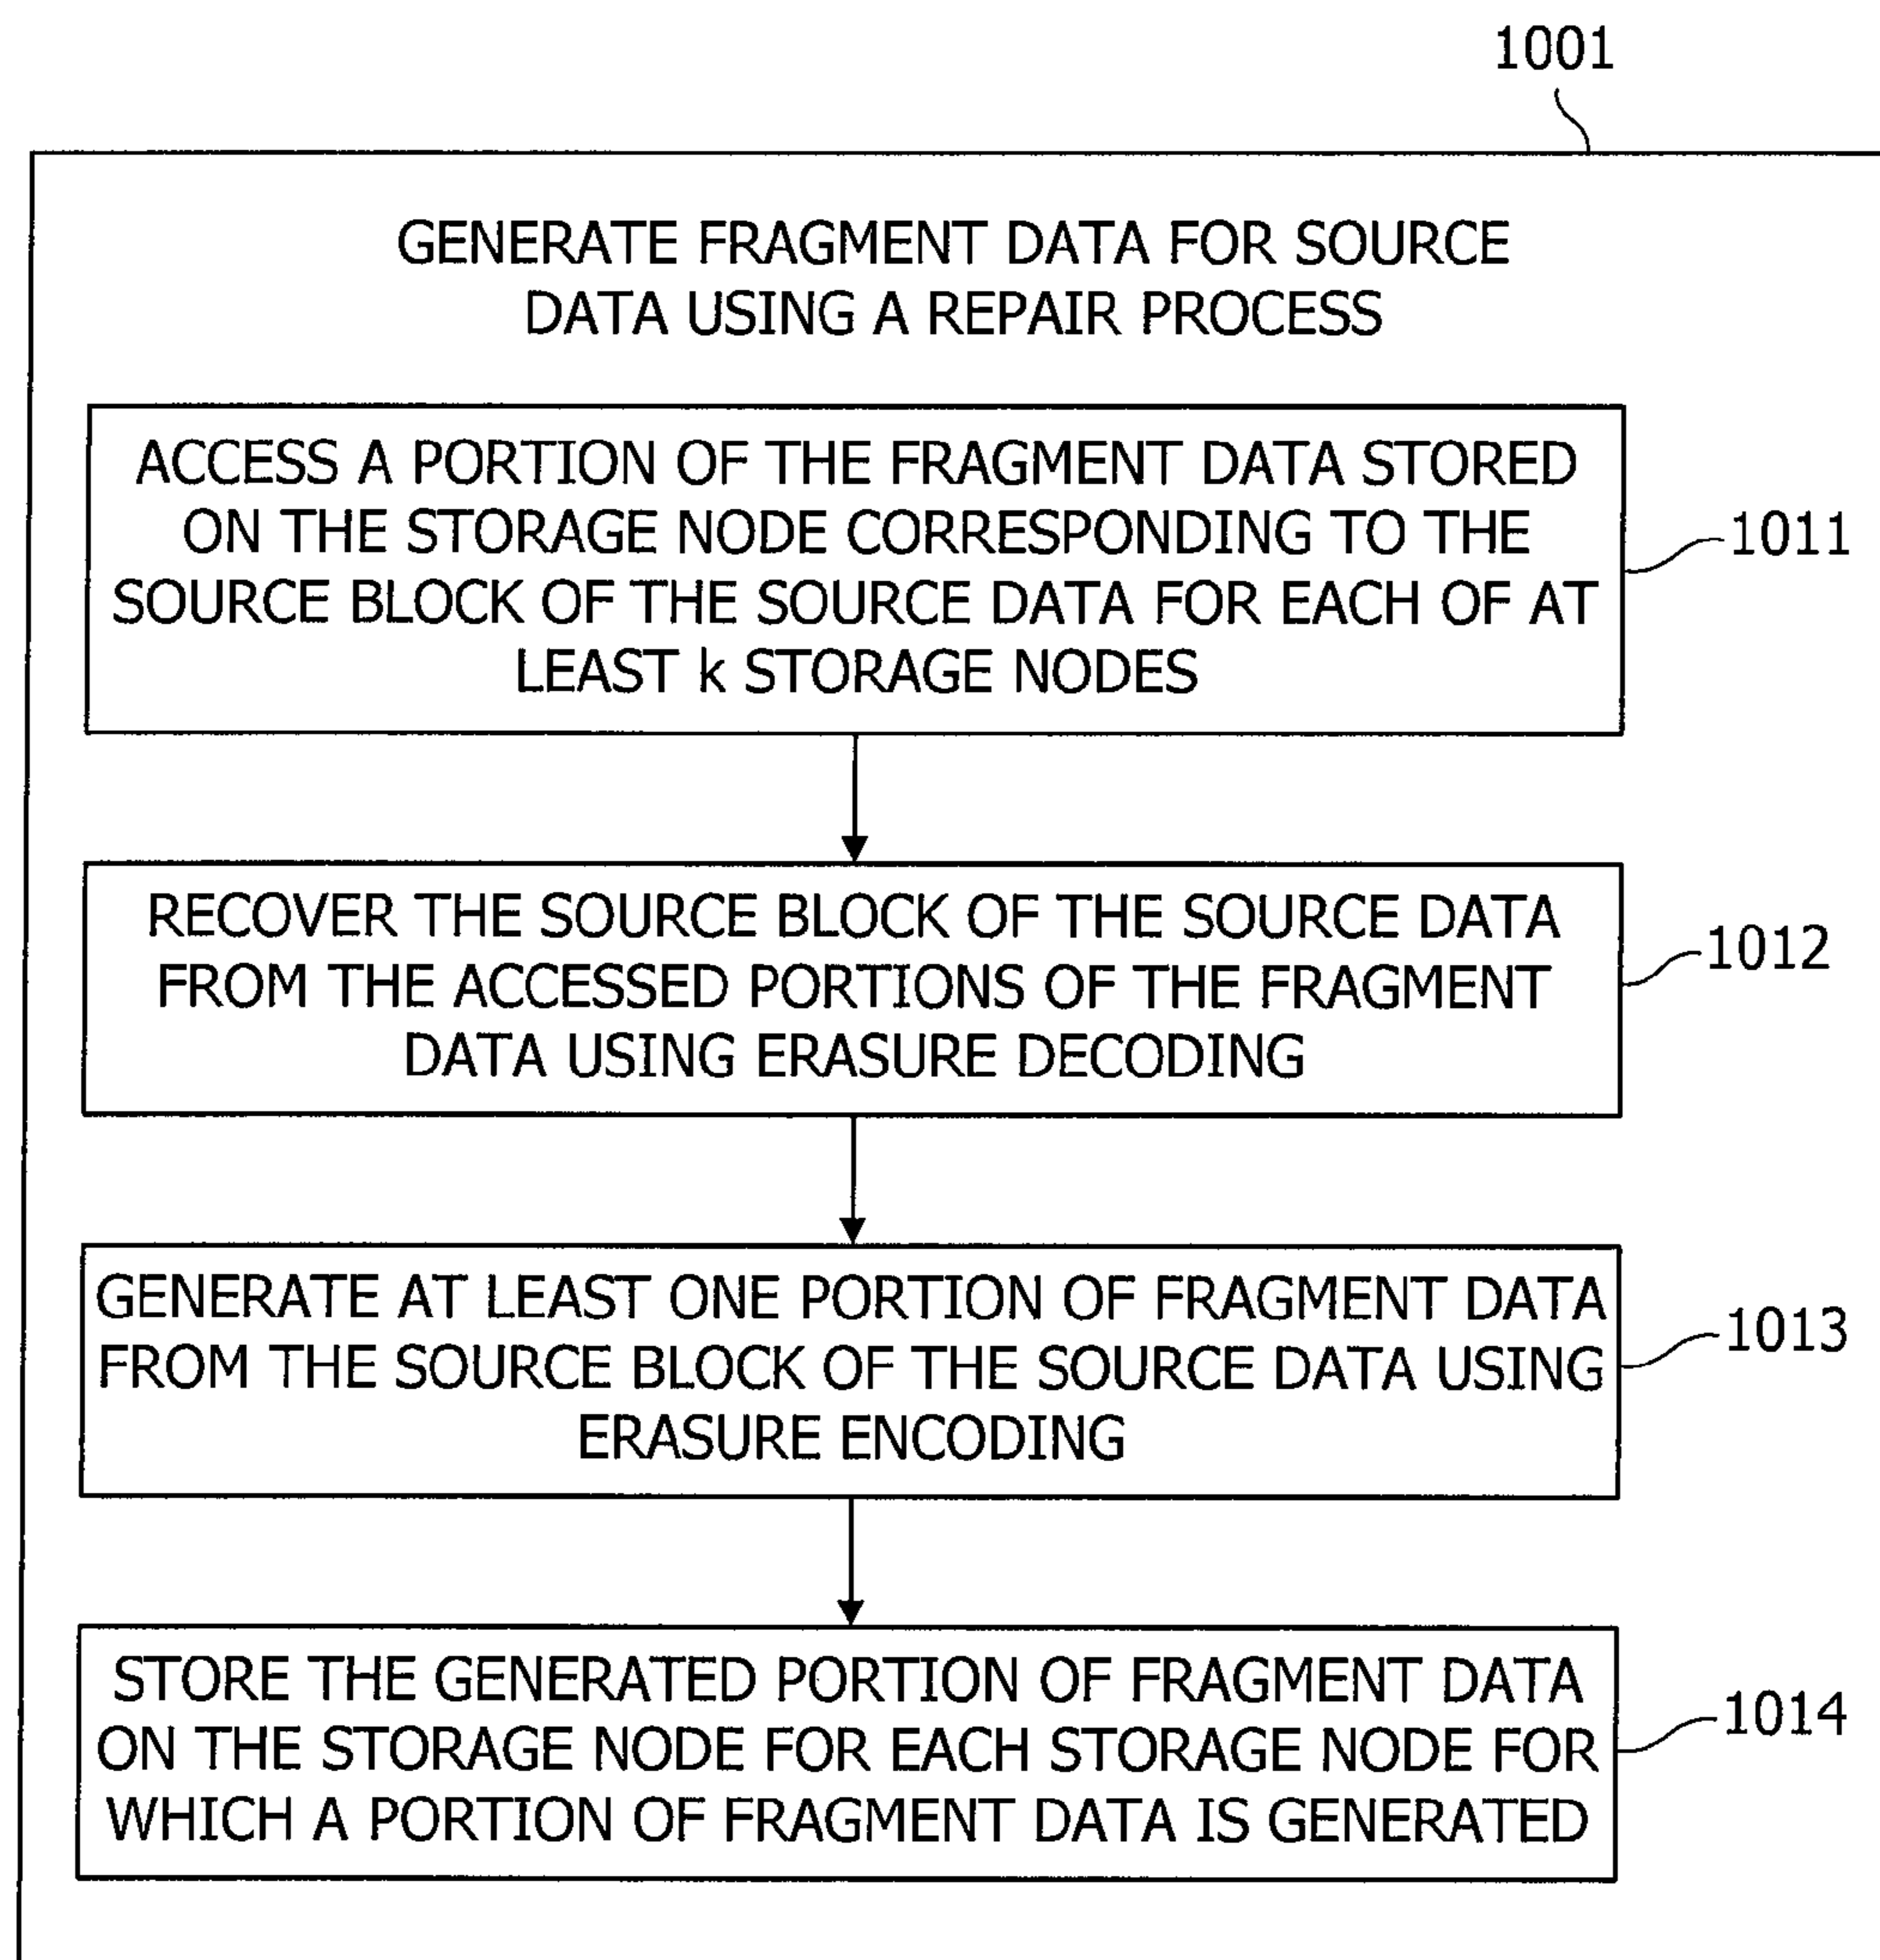 1001
GENERATE FRAGMENT DATA FOR SOURCE
DATA USING A REPAIR PROCESS
ACCESS A PORTION OF THE FRAGMENT DATA STORED
ON THE STORAGE NODE CORRESPONDING TO THE
SOURCE BLOCK OF THE SOURCE DATA FOR EACH OF AT
LEAST k STORAGE NODES
1011
RECOVER THE SOURCE BLOCK OF THE SOURCE DATA
FROM THE ACCESSED PORTIONS OF THE FRAGMENT
DATA USING ERASURE DECODING
1012
GENERATE AT LEAST ONE PORTION OF FRAGMENT DATA
FROM THE SOURCE BLOCK OF THE SOURCE DATA USING
ERASURE ENCODING
1013
STORE THE GENERATED PORTION OF FRAGMENT DATA
ON THE STORAGE NODE FOR EACH STORAGE NODE FOR
WHICH A PORTION OF FRAGMENT DATA IS GENERATED
1014